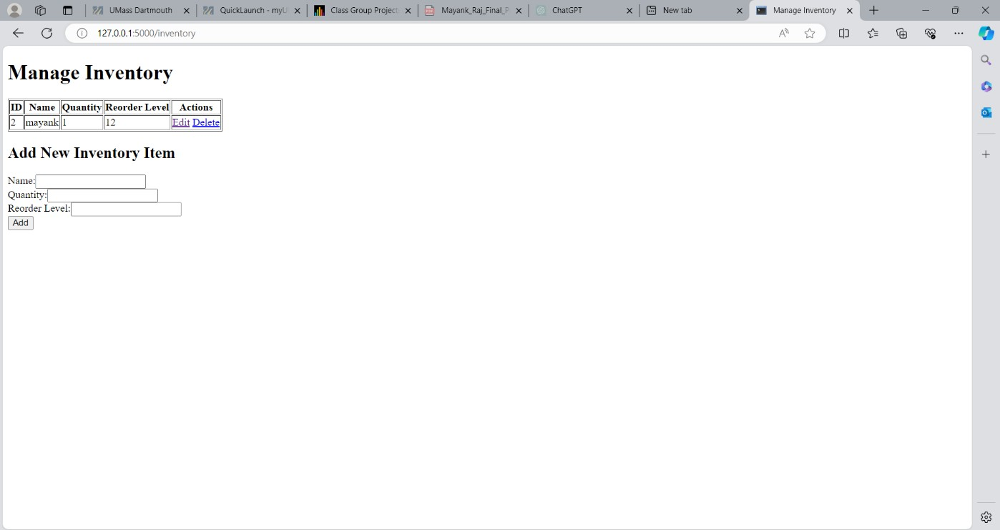 UMass Dartmouth
QuickLaunch - myU
Class Group Project
Mayank_Raj_Final_P
ChatGPT
New tab
Manage Inventory
127.0.0.1:5000/inventory
Manage Inventory
ID Name Quantity Reorder Level Actions
2 mayank 1 12 Edit Delete
Add New Inventory Item
Name:
Quantity:
Reorder Level:
Add